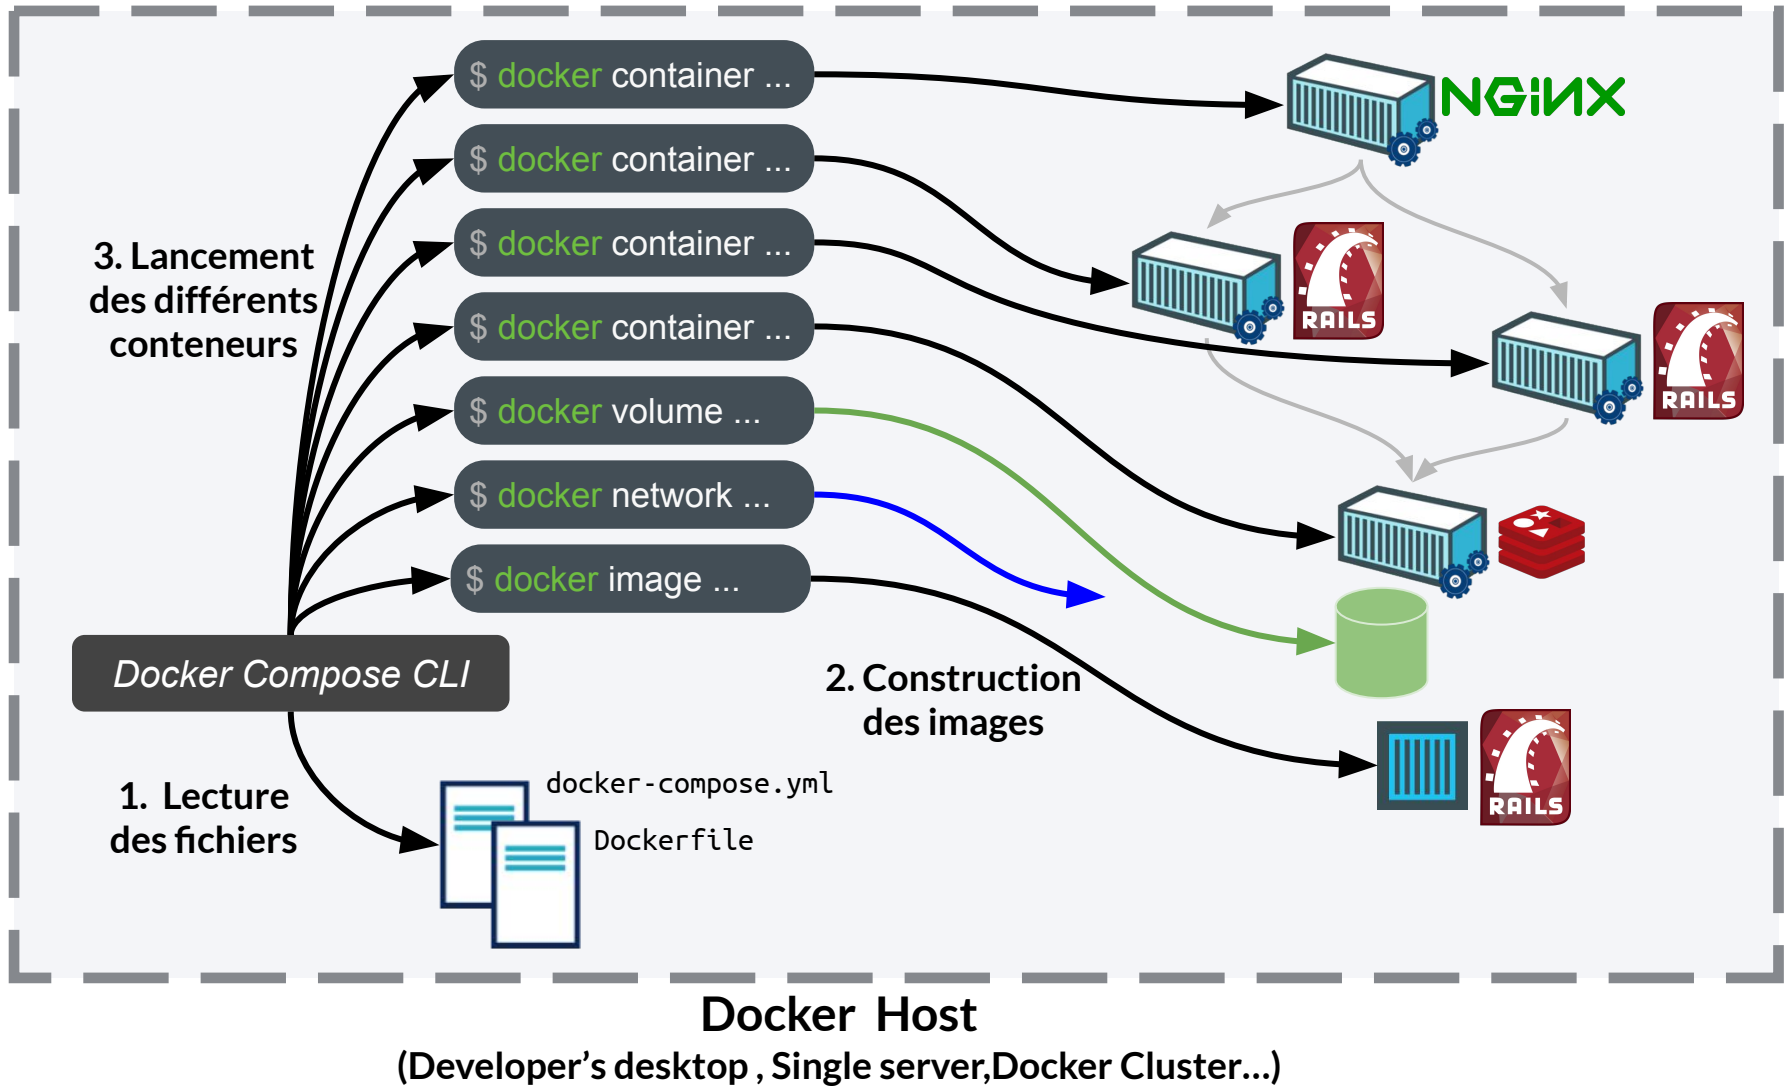 $ docker container ...
NGiNX
$ docker container ...
$ docker container ...
3. Lancement
des différents
conteneurs
RAILS
$ docker container ...
RAILS
$ docker volume ...
$ docker network ...
$ docker image ...
Docker Compose CLI
2. Construction
des images
1. Lecture
des fichiers
docker-compose.yml
Dockerfile
RAILS
Docker Host
(Developer’s desktop , Single server,Docker Cluster...)